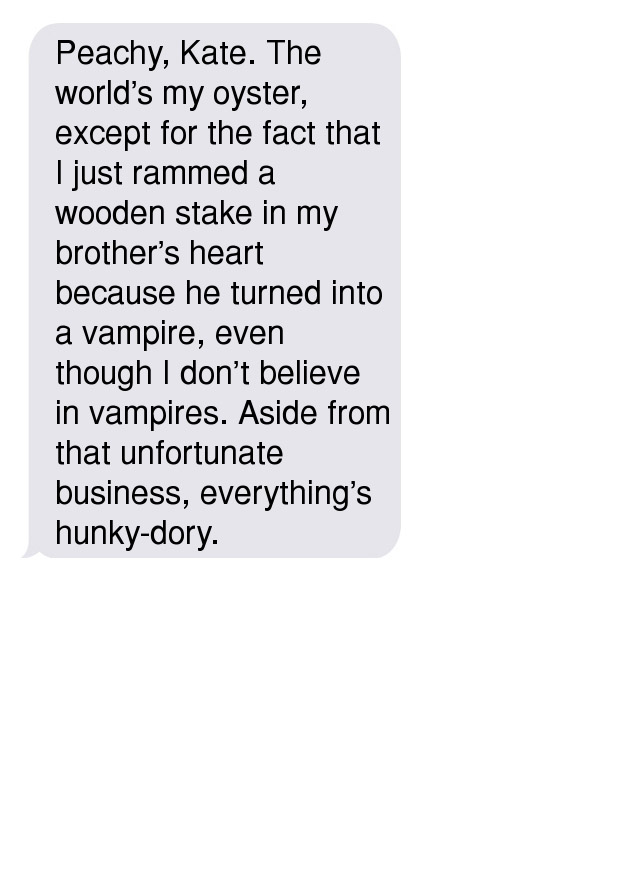 Peachy, Kate. The
world’s my oyster,
except for the fact that
I just rammed a
wooden stake in my
brother’s heart
because he turned into
a vampire, even
though I don’t believe
in vampires. Aside from
that unfortunate
business, everything’s
hunky-dory.